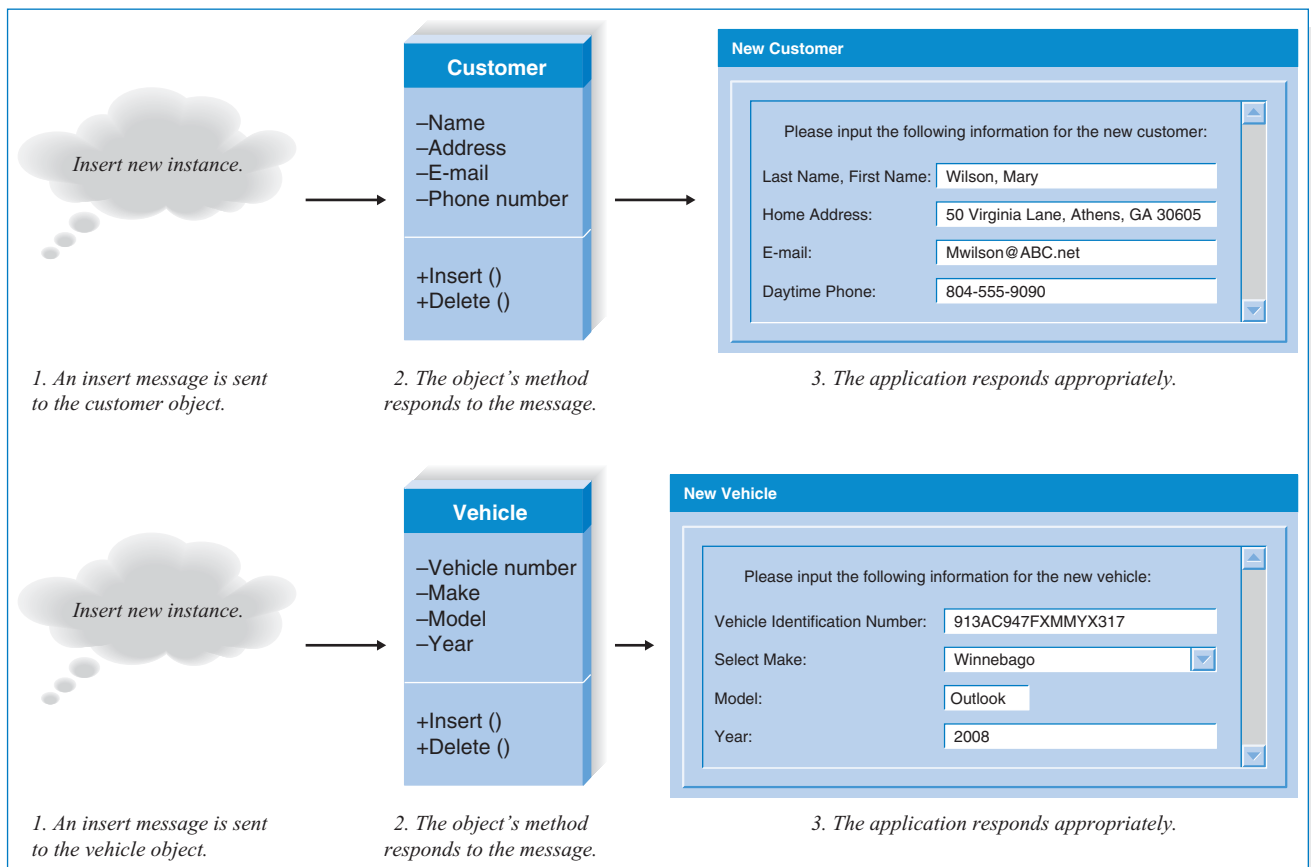 Insert new instance.
Customer
–Name
–Address
–E-mail
–Phone number
+Insert ()
+Delete ()
New Customer
Please input the following information for the new customer:
Last Name, First Name: Wilson, Mary
Home Address: 50 Virginia Lane, Athens, GA 30605
E-mail: Mwilson@ABC.net
Daytime Phone: 804-555-9090
1. An insert message is sent
to the customer object.
2. The object’s method
responds to the message.
3. The application responds appropriately.
Insert new instance.
Vehicle
–Vehicle number
–Make
–Model
–Year
+Insert ()
+Delete ()
New Vehicle
Please input the following information for the new vehicle:
Vehicle Identification Number: 913AC947FXMMYX317
Select Make: Winnebago
Model: Outlook
Year: 2008
1. An insert message is sent
to the vehicle object.
2. The object’s method
responds to the message.
3. The application responds appropriately.